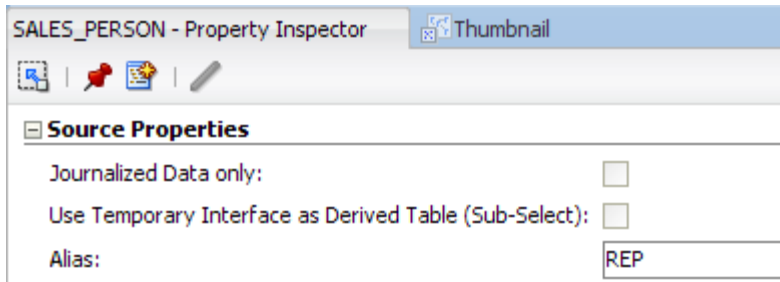 SALES_PERSON - Property Inspector
Thumbnail
Source Properties
Journalized Data only:
Use Temporary Interface as Derived Table (Sub-Select):
Alias:
REP